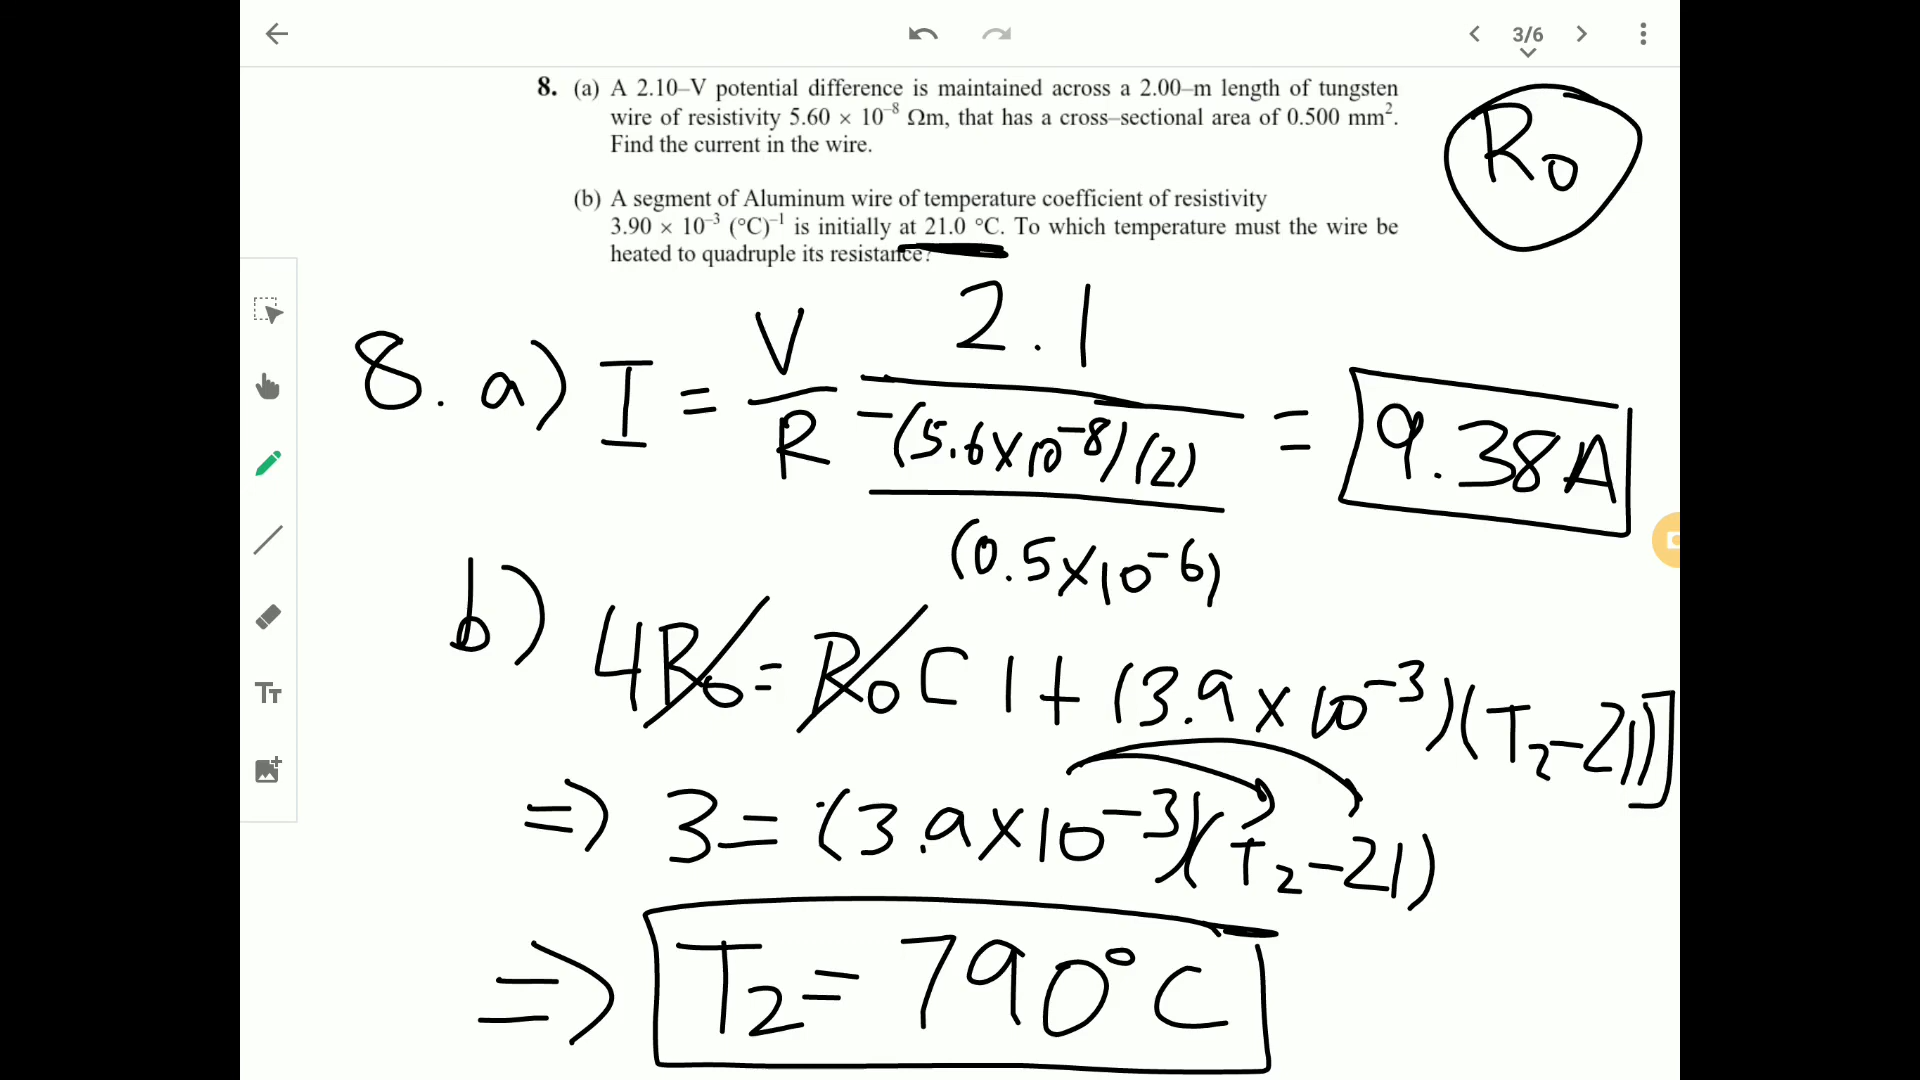 3/6
8. (a) A 2.10–V potential difference is maintained across a 2.00–m length of tungsten
wire of resistivity 5.60 × 10⁻⁸ Ωm, that has a cross–sectional area of 0.500 mm².
Find the current in the wire.
R₀
(b) A segment of Aluminum wire of temperature coefficient of resistivity
3.90 × 10⁻³ (°C)⁻¹ is initially at 21.0 °C. To which temperature must the wire be
heated to quadruple its resistance?
8. a) I = V/R = 2.1 / ((5.6×10⁻⁸)(2) / (0.5×10⁻⁶)) = 9.38A
b) 4R₀ = R₀[1 + (3.9×10⁻³)(T₂-21)]
=> 3 = (3.9×10⁻³)(T₂-21)
=> T₂ = 790°C
Tт